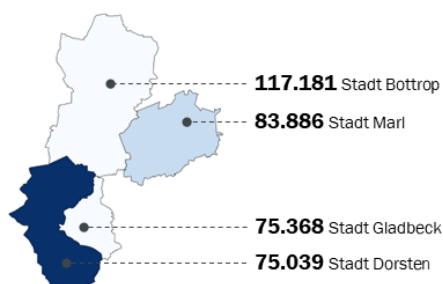 117.181 Stadt Bottrop
83.886 Stadt Marl
75.368 Stadt Gladbeck
75.039 Stadt Dorsten